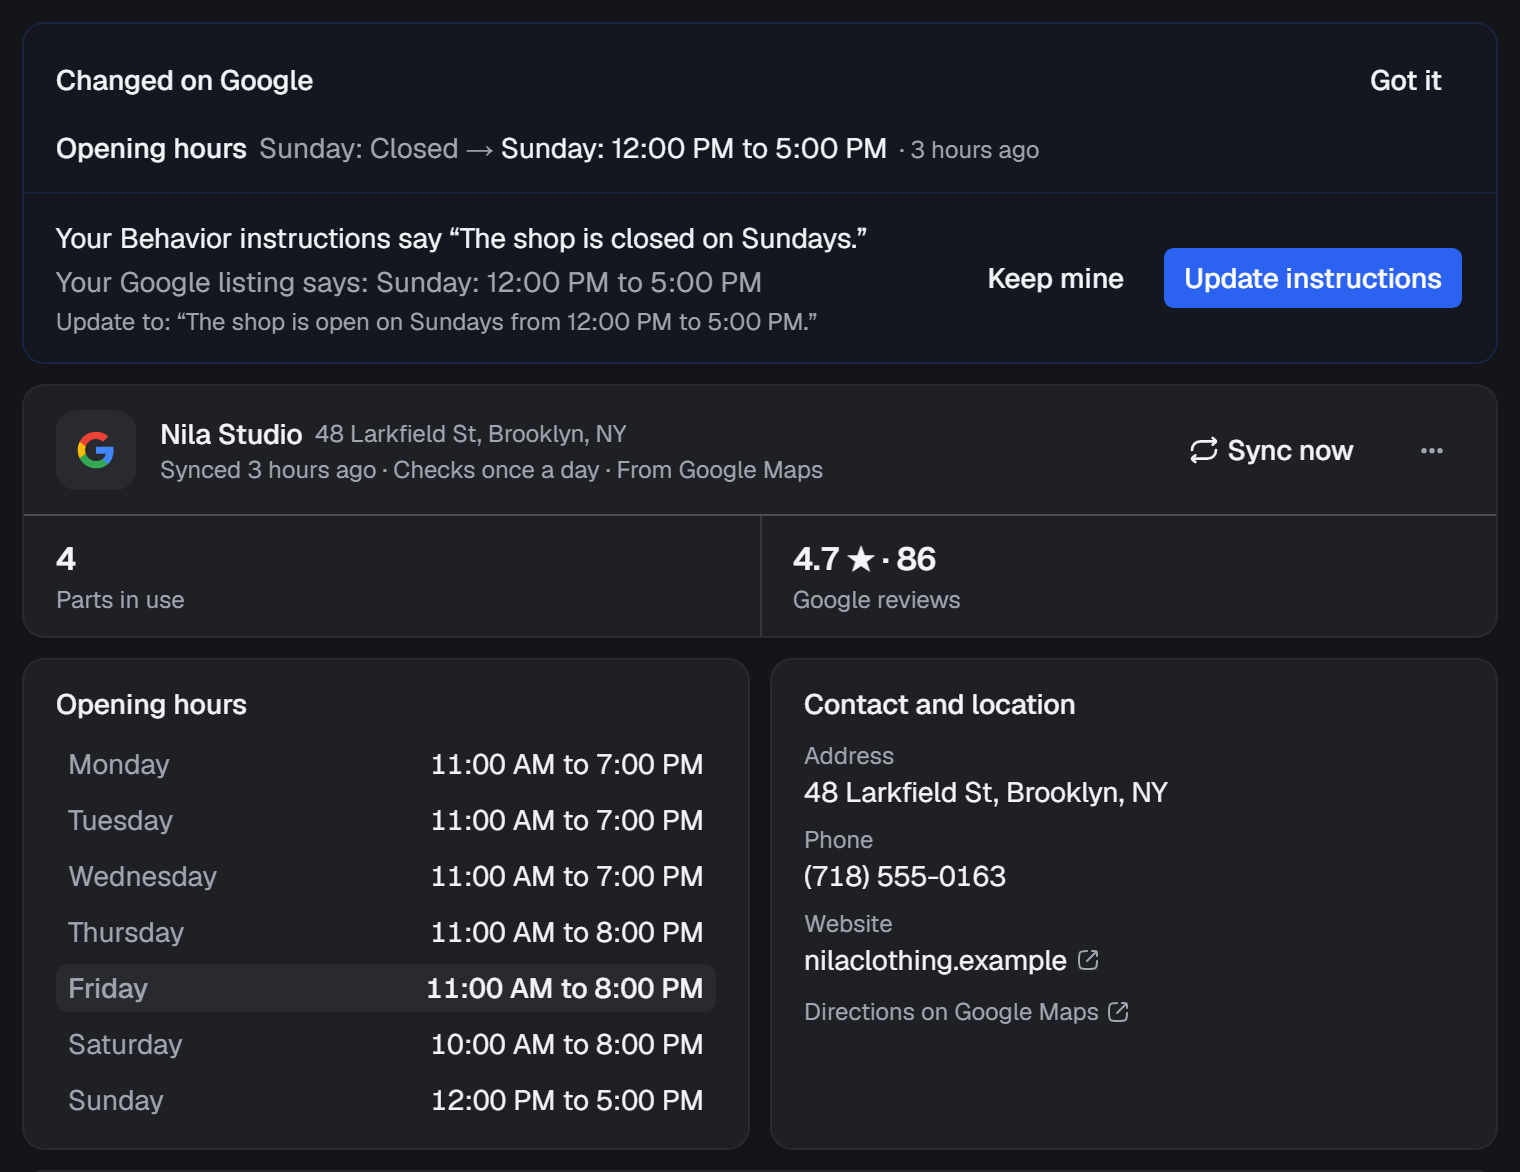 Changed on Google
Got it
Opening hours Sunday: Closed → Sunday: 12:00 PM to 5:00 PM · 3 hours ago
Your Behavior instructions say “The shop is closed on Sundays.”
Your Google listing says: Sunday: 12:00 PM to 5:00 PM
Update to: “The shop is open on Sundays from 12:00 PM to 5:00 PM.”
Keep mine
Update instructions
Nila Studio 48 Larkfield St, Brooklyn, NY
Synced 3 hours ago · Checks once a day · From Google Maps
Sync now
4
Parts in use
4.7 ★ · 86
Google reviews
Opening hours
Monday 11:00 AM to 7:00 PM
Tuesday 11:00 AM to 7:00 PM
Wednesday 11:00 AM to 7:00 PM
Thursday 11:00 AM to 8:00 PM
Friday 11:00 AM to 8:00 PM
Saturday 10:00 AM to 8:00 PM
Sunday 12:00 PM to 5:00 PM
Contact and location
Address
48 Larkfield St, Brooklyn, NY
Phone
(718) 555-0163
Website
nilaclothing.example
Directions on Google Maps